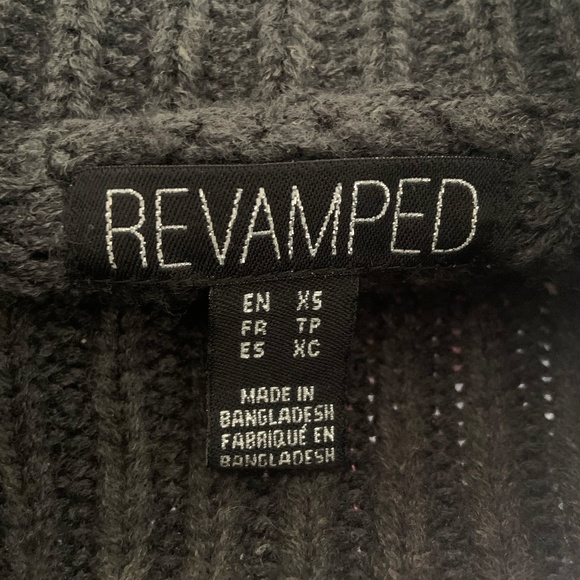 REVAMPED
EN XS
FR TP
ES XC
MADE IN
BANGLADESH
FABRIQUÉ EN
BANGLADESH